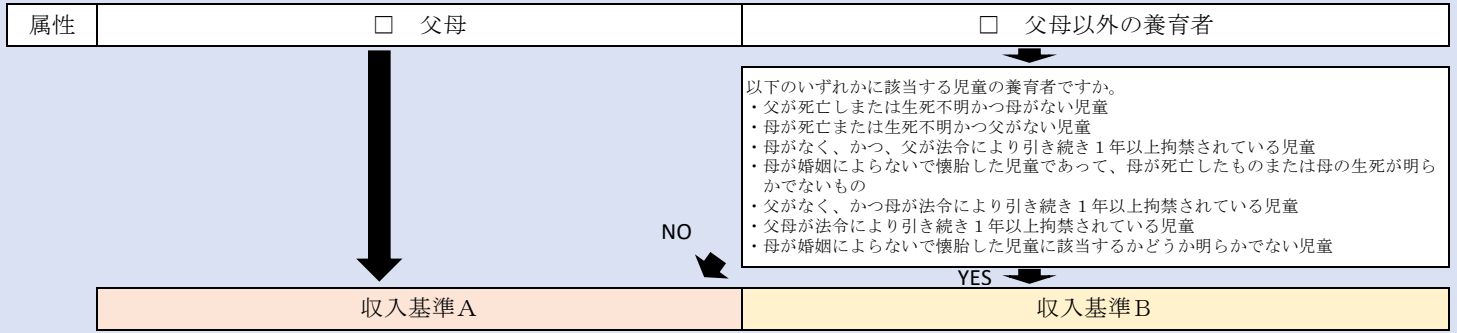 属性
□ 父母
□ 父母以外の養育者
以下のいずれかに該当する児童の養育者ですか。
・父が死亡しまたは生死不明かつ母がない児童
・母が死亡または生死不明かつ父がない児童
・母がなく、かつ、父が法令により引き続き１年以上拘禁されている児童
・母が婚姻によらないで懐胎した児童であって、母が死亡したものまたは母の生死が明ら
かでないもの
・父がなく、かつ母が法令により引き続き１年以上拘禁されている児童
・父母が法令により引き続き１年以上拘禁されている児童
・母が婚姻によらないで懐胎した児童に該当するかどうか明らかでない児童
NO
YES
収入基準A
収入基準B